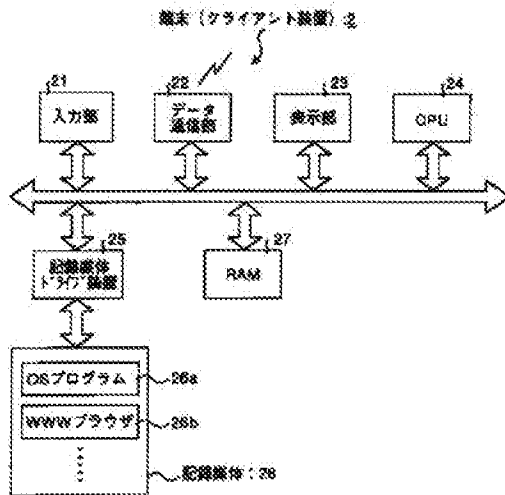 端末（クライアント装置）：2
21
22
23
24
入力部
データ
通信部
表示部
CPU
25
27
記録媒体
ドライブ装置
RAM
OSプログラム
26a
WWWブラウザ
26b
記録媒体：26